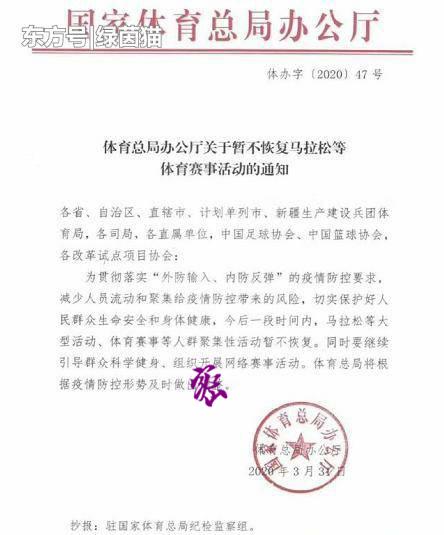 国家体育总局办公厅
东方号|绿茵猫
体办字〔2020〕47 号
体育总局办公厅关于暂不恢复马拉松等
体育赛事活动的通知
各省、自治区、直辖市、计划单列市、新疆生产建设兵团体
育局，各司局、各直属单位，中国足球协会、中国篮球协会，
各改革试点项目协会：
为贯彻落实“外防输入、内防反弹”的疫情防控要求，
减少人员流动和聚集给疫情防控带来的风险，切实保护好人
民群众生命安全和身体健康，今后一段时间内，马拉松等大
型活动、体育赛事等人群聚集性活动暂不恢复。同时要继续
引导群众科学健身、组织开展网络赛事活动。体育总局将根
据疫情防控形势及时做。
国家体育总局办公厅
体育总局办公厅
2020 年 3 月 31 日
抄报：驻国家体育总局纪检监察组。